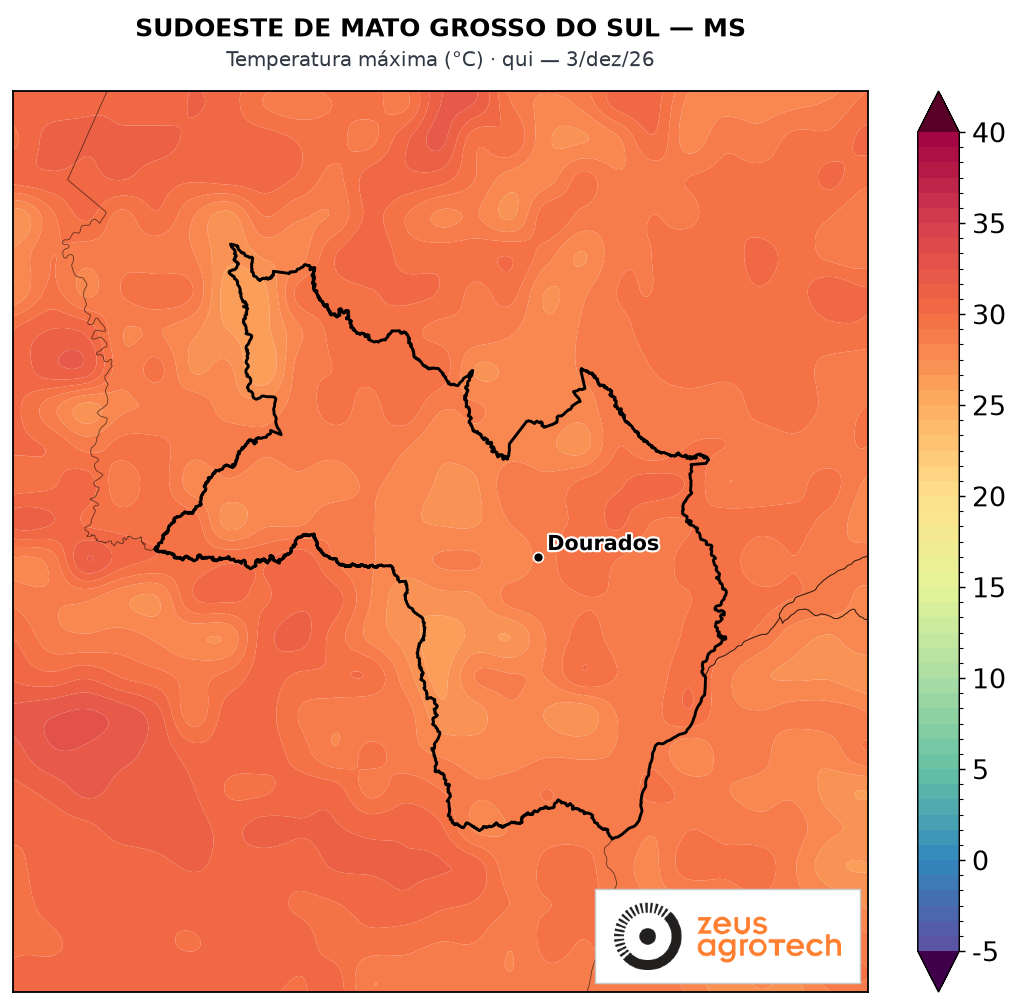 SUDOESTE DE MATO GROSSO DO SUL — MS
Temperatura máxima (°C) · qui — 3/dez/26
40
35
30
25
20
15
10
5
0
-5
Dourados
zeus
agrotech